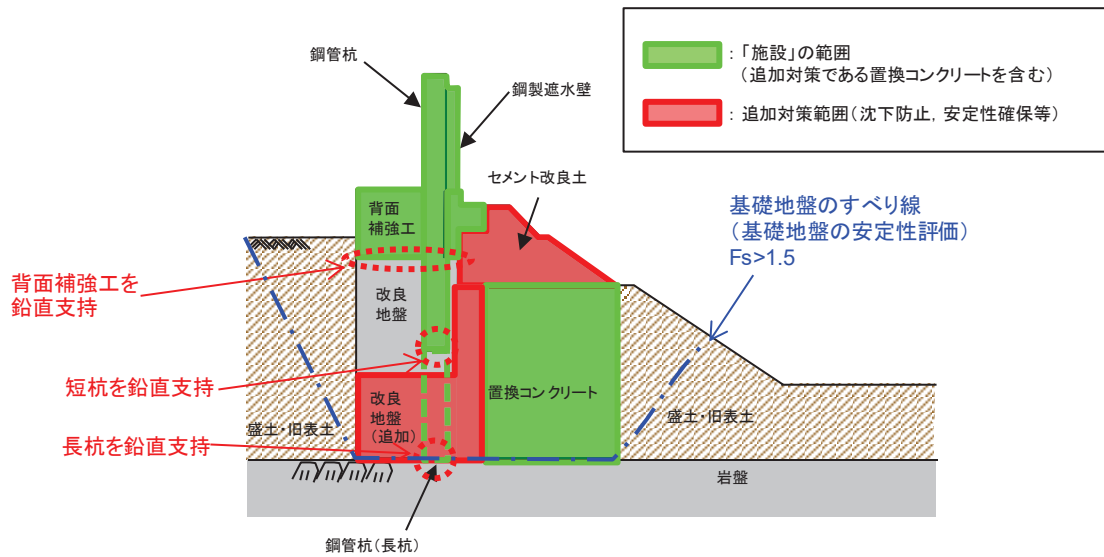 ：「施設」の範囲
（追加対策である置換コンクリートを含む）
：追加対策範囲（沈下防止，安定性確保等）
鋼管杭
鋼製遮水壁
セメント改良土
背面
補強工
基礎地盤のすべり線
（基礎地盤の安定性評価）
Fs>1.5
背面補強工を
鉛直支持
改良
地盤
短杭を鉛直支持
改良
地盤
（追加）
置換コンクリート
盛土・旧表土
盛土・旧表土
長杭を鉛直支持
岩盤
鋼管杭（長杭）